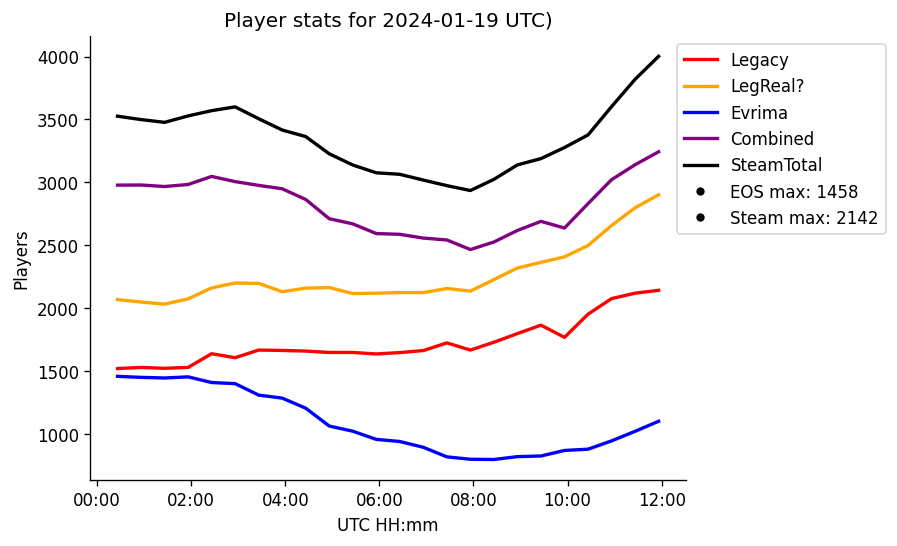 Player stats for 2024-01-19 UTC)
Legacy
LegReal?
Evrima
Combined
SteamTotal
EOS max: 1458
Steam max: 2142
4000
3500
3000
2500
2000
1500
1000
Players
00:00 02:00 04:00 06:00 08:00 10:00 12:00
UTC HH:mm